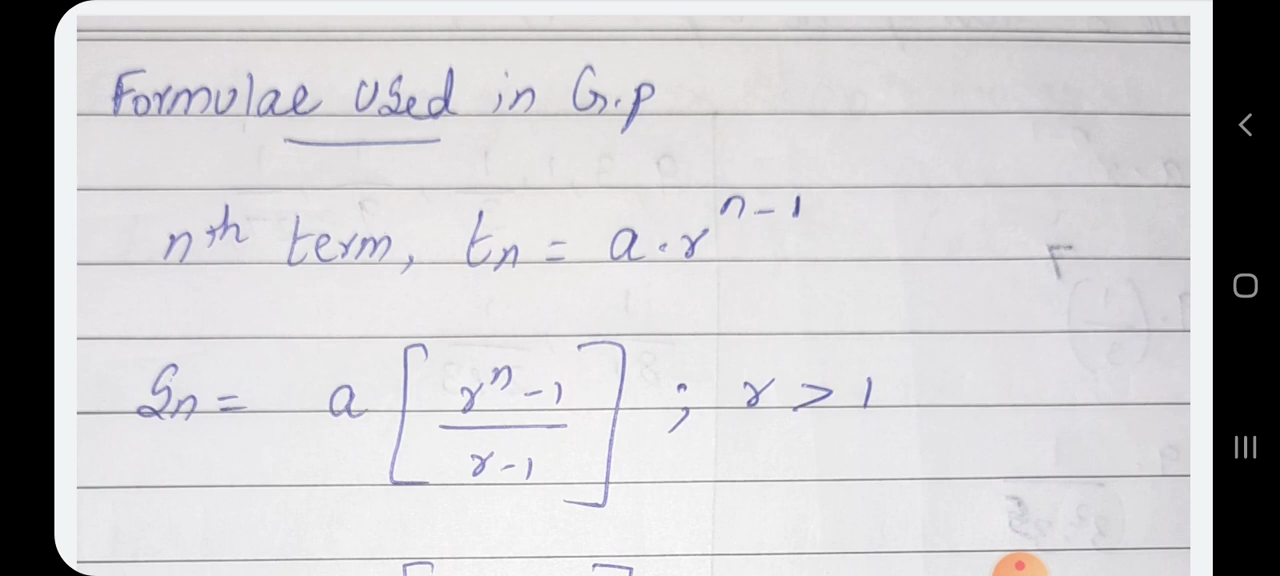 Formulae Used in G.P
nth term, tn = a.r^n-1
Sn = a [ r^n -1 / r-1 ] ; r > 1